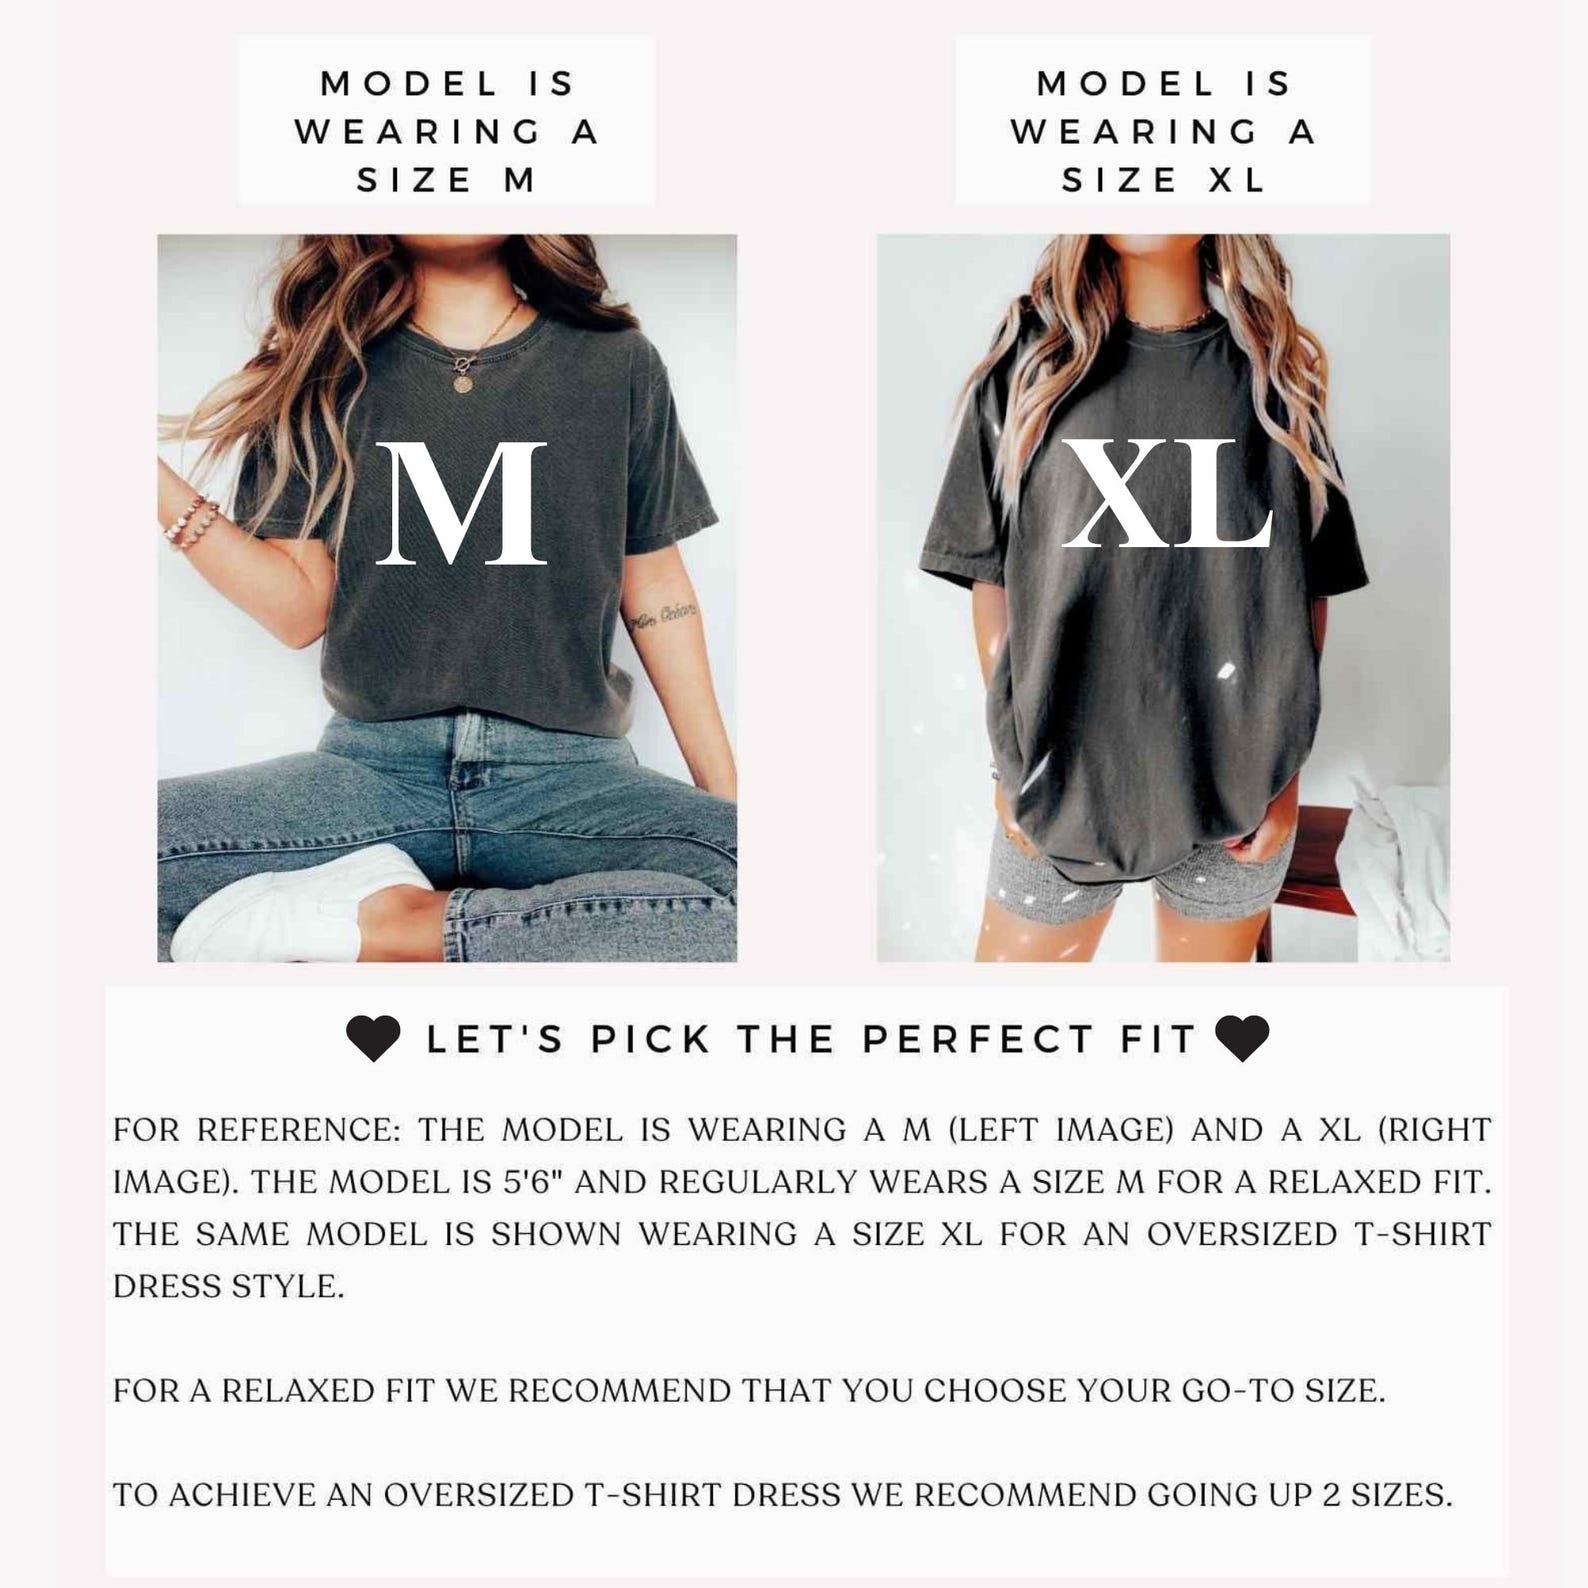 MODEL IS
WEARING A
SIZE M
MODEL IS
WEARING A
SIZE XL
M
XL
LET'S PICK THE PERFECT FIT
FOR REFERENCE: THE MODEL IS WEARING A M (LEFT IMAGE) AND A XL (RIGHT
IMAGE). THE MODEL IS 5'6" AND REGULARLY WEARS A SIZE M FOR A RELAXED FIT.
THE SAME MODEL IS SHOWN WEARING A SIZE XL FOR AN OVERSIZED T-SHIRT
DRESS STYLE.
FOR A RELAXED FIT WE RECOMMEND THAT YOU CHOOSE YOUR GO-TO SIZE.
TO ACHIEVE AN OVERSIZED T-SHIRT DRESS WE RECOMMEND GOING UP 2 SIZES.